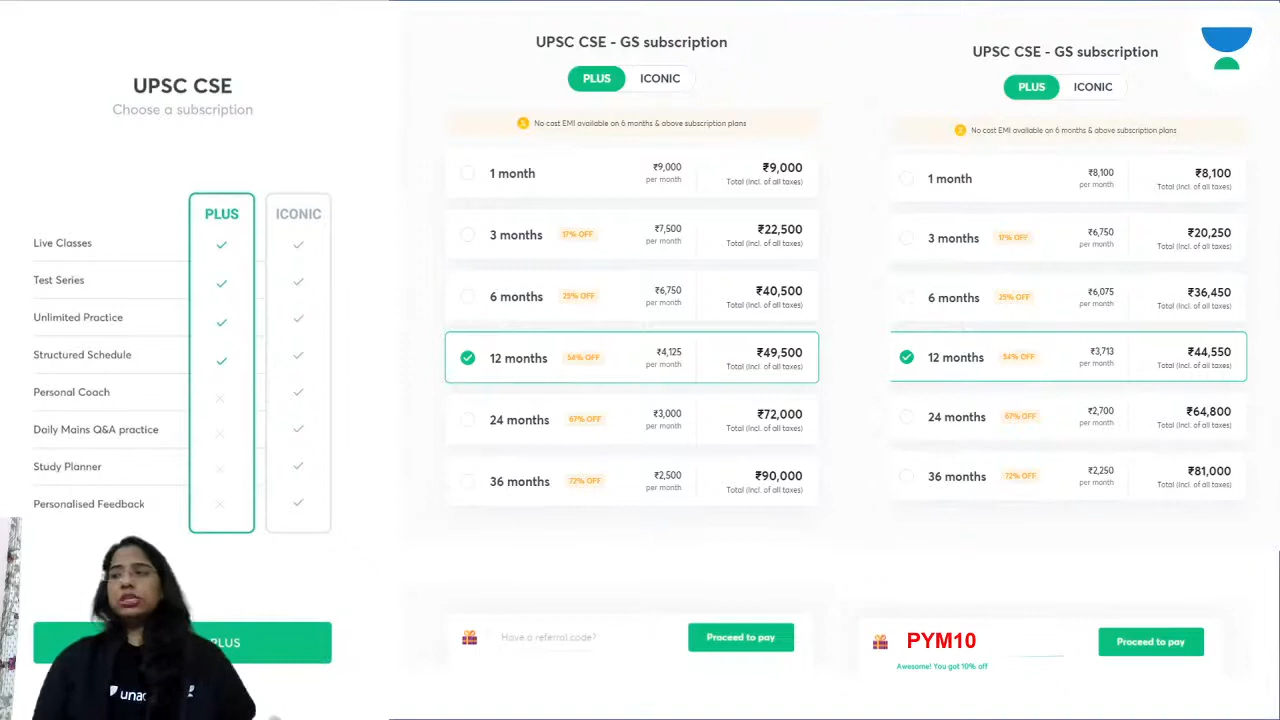 UPSC CSE
Choose a subscription
PLUS
ICONIC
Live Classes
Test Series
Unlimited Practice
Structured Schedule
Personal Coach
Daily Mains Q&A practice
Study Planner
Personalised Feedback
PLUS
UPSC CSE - GS subscription
PLUS
ICONIC
No cost EMI available on 6 months & above subscription plans
1 month
₹9,000
per month
₹9,000
Total (Incl. of all taxes)
3 months
17% OFF
₹7,500
per month
₹22,500
Total (Incl. of all taxes)
6 months
25% OFF
₹6,750
per month
₹40,500
Total (Incl. of all taxes)
12 months
54% OFF
₹4,125
per month
₹49,500
Total (Incl. of all taxes)
24 months
67% OFF
₹3,000
per month
₹72,000
Total (Incl. of all taxes)
36 months
72% OFF
₹2,500
per month
₹90,000
Total (Incl. of all taxes)
Have a referral code?
Proceed to pay
UPSC CSE - GS subscription
PLUS
ICONIC
No cost EMI available on 6 months & above subscription plans
1 month
₹8,100
per month
₹8,100
Total (Incl. of all taxes)
3 months
17% OFF
₹6,750
per month
₹20,250
Total (Incl. of all taxes)
6 months
25% OFF
₹6,075
per month
₹36,450
Total (Incl. of all taxes)
12 months
54% OFF
₹3,713
per month
₹44,550
Total (Incl. of all taxes)
24 months
67% OFF
₹2,700
per month
₹64,800
Total (Incl. of all taxes)
36 months
72% OFF
₹2,250
per month
₹81,000
Total (Incl. of all taxes)
PYM10
Proceed to pay
Awesome! You got 10% off